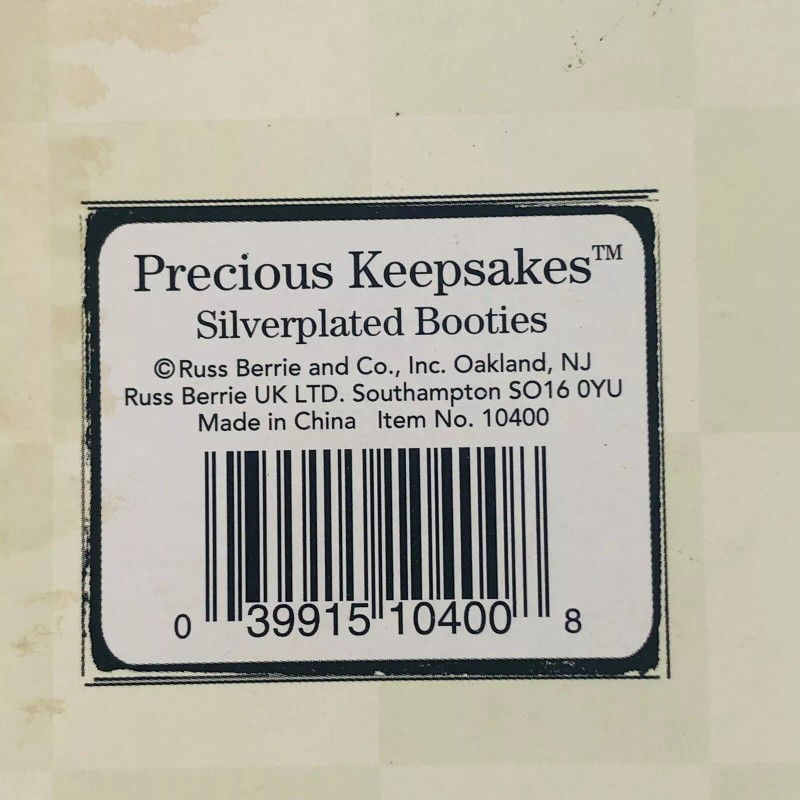 Precious Keepsakes™
Silverplated Booties
©Russ Berrie and Co., Inc. Oakland, NJ
Russ Berrie UK LTD. Southampton SO16 0YU
Made in China Item No. 10400
0 39915 10400 8